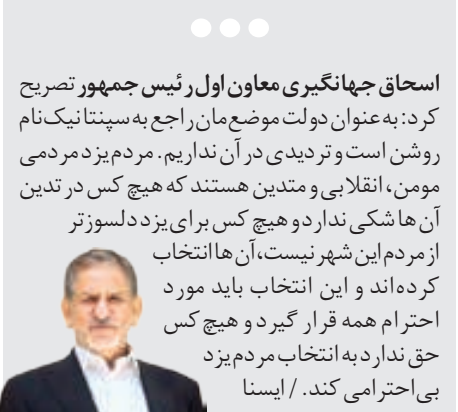 اسحاق جهانگیری معاون اول رئیس جمهور تصریح
کرد: به عنوان دولت موضع مان راجع به سپنتا نیک نام
روشن است و تردیدی در آن نداریم. مردم یزد مردمی
مومن، انقلابی و متدین هستند که هیچ کس در تدین
آن ها شکی ندارد و هیچ کس برای یزد دلسوزتر
از مردم این شهر نیست، آن ها انتخاب
کرده اند و این انتخاب باید مورد
احترام همه قرار گیرد و هیچ کس
حق ندارد به انتخاب مردم یزد
بی احترامی کند. / ایسنا